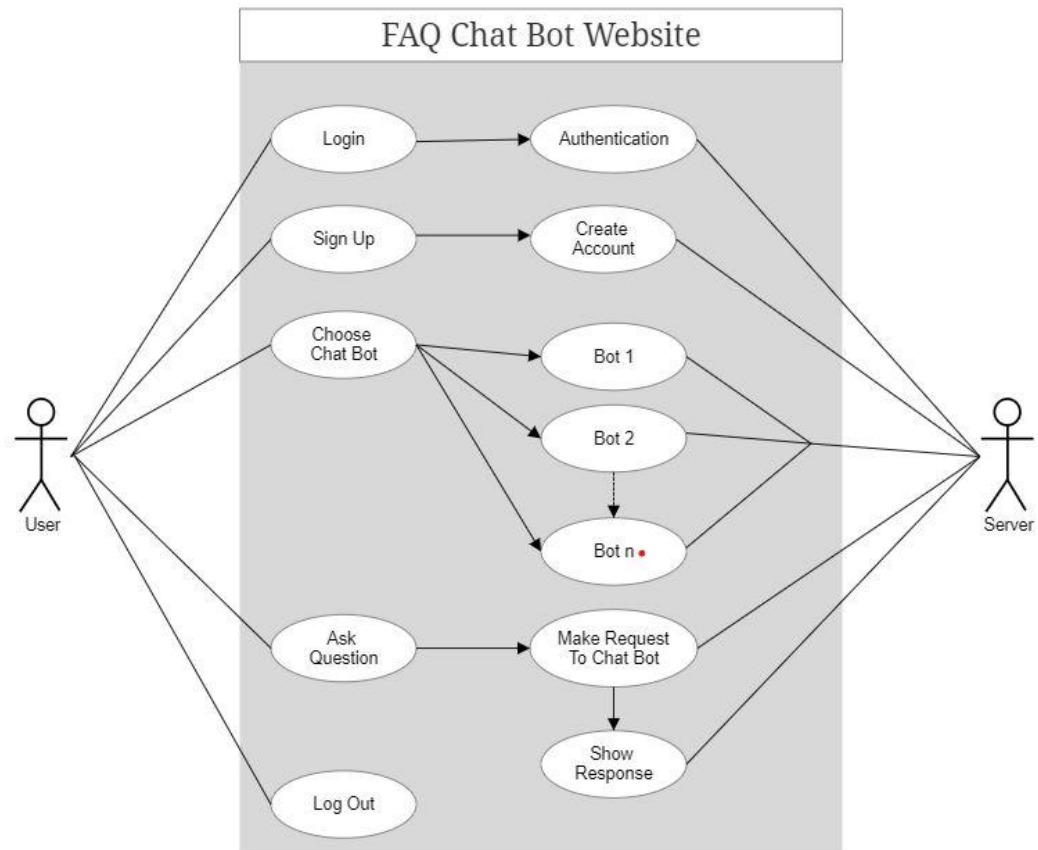 FAQ Chat Bot Website
Login
Authentication
Sign Up
Create
Account
Choose
Chat Bot
Bot 1
Bot 2
Bot n
User
Server
Ask
Question
Make Request
To Chat Bot
Show
Response
Log Out